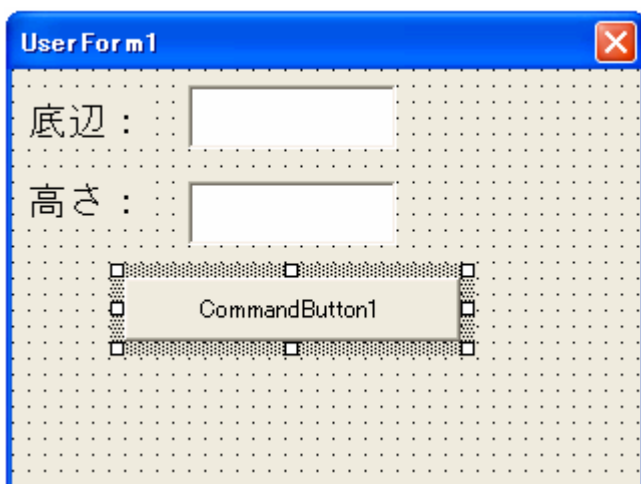 UserForm1
底辺：
高さ：
CommandButton1